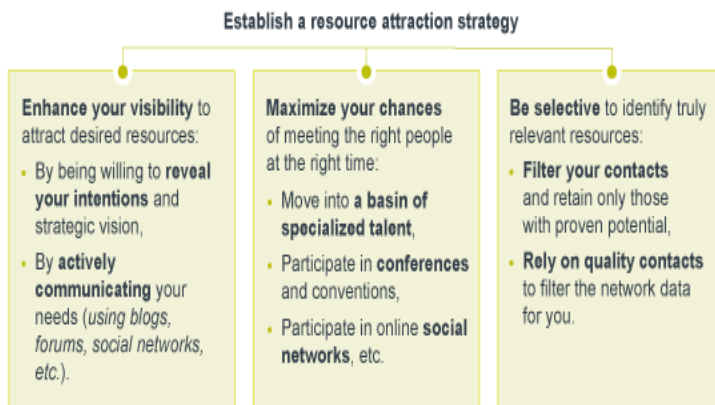 Establish a resource attraction strategy
Enhance your visibility to
attract desired resources:
• By being willing to reveal
your intentions and
strategic vision,
• By actively
communicating your
needs (using blogs,
forums, social networks,
etc.).
Maximize your chances
of meeting the right people
at the right time:
• Move into a basin of
specialized talent,
• Participate in conferences
and conventions,
• Participate in online social
networks, etc.
Be selective to identify truly
relevant resources:
• Filter your contacts
and retain only those
with proven potential,
• Rely on quality contacts
to filter the network data
for you.